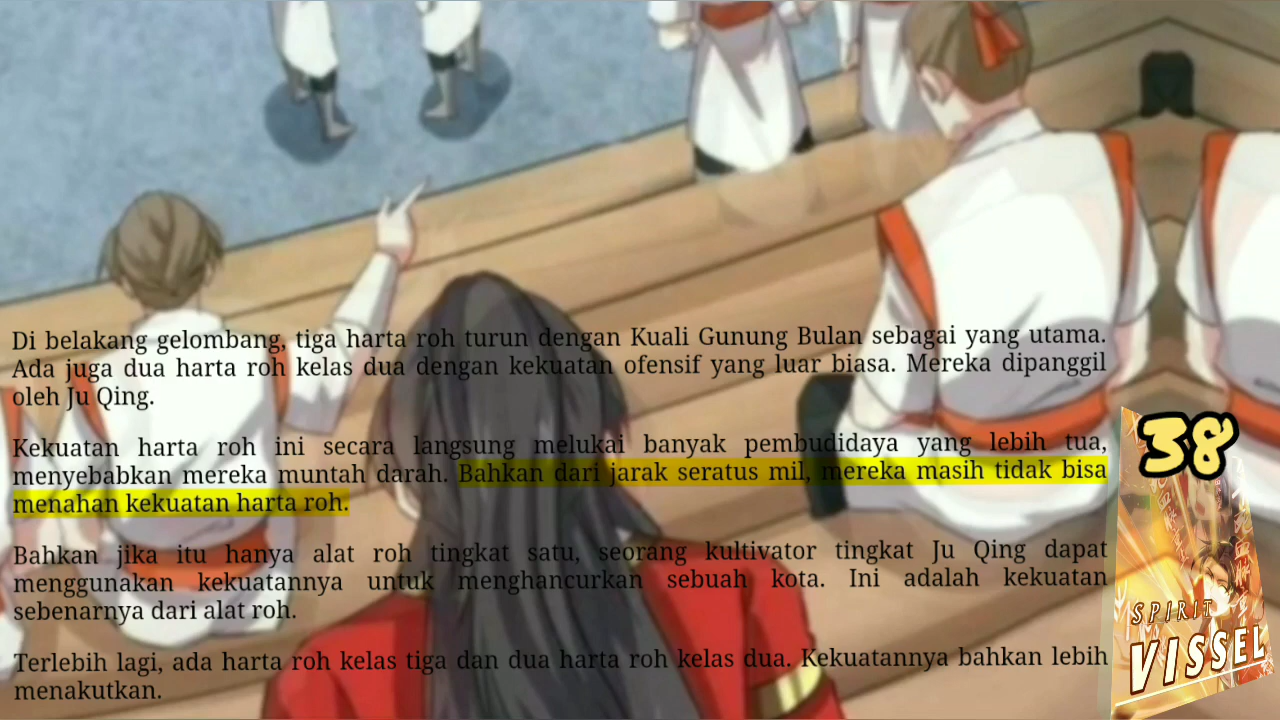 Di belakang gelombang, tiga harta roh turun dengan Kuali Gunung Bulan sebagai yang utama.
Ada juga dua harta roh kelas dua dengan kekuatan ofensif yang luar biasa. Mereka dipanggil
oleh Ju Qing.
Kekuatan harta roh ini secara langsung melukai banyak pembudidaya yang lebih tua,
menyebabkan mereka muntah darah. Bahkan dari jarak seratus mil, mereka masih tidak bisa
menahan kekuatan harta roh.
Bahkan jika itu hanya alat roh tingkat satu, seorang kultivator tingkat Ju Qing dapat
menggunakan kekuatannya untuk menghancurkan sebuah kota. Ini adalah kekuatan
sebenarnya dari alat roh.
Terlebih lagi, ada harta roh kelas tiga dan dua harta roh kelas dua. Kekuatannya bahkan lebih
menakutkan.
38
SPIRIT
VISSEL